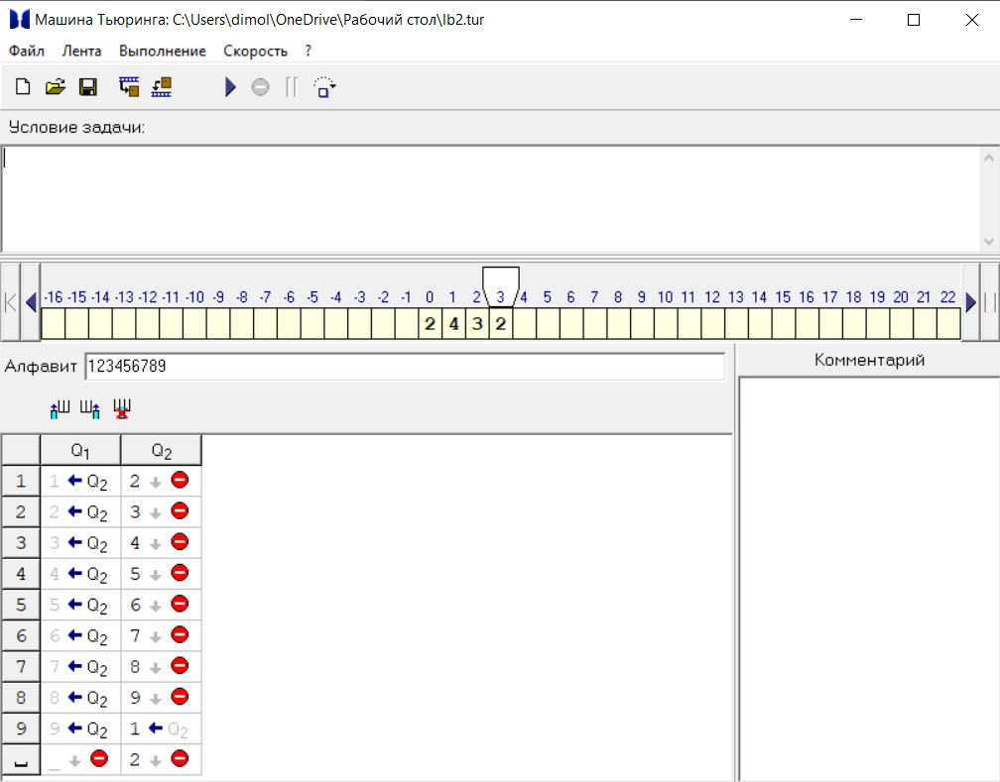 Машина Тьюринга: C:\Users\dimol\OneDrive\Рабочий стол\lb2.tur
Файл Лента Выполнение Скорость ?
Условие задачи:
-16 -15 -14 -13 -12 -11 -10 -9 -8 -7 -6 -5 -4 -3 -2 -1 0 1 2 3 4 5 6 7 8 9 10 11 12 13 14 15 16 17 18 19 20 21 22
2 4 3 2
Алфавит 123456789
Комментарий
Q1 Q2
1 1 ← Q2 2 ↓
2 2 ← Q2 3 ↓
3 3 ← Q2 4 ↓
4 4 ← Q2 5 ↓
5 5 ← Q2 6 ↓
6 6 ← Q2 7 ↓
7 7 ← Q2 8 ↓
8 8 ← Q2 9 ↓
9 9 ← Q2 1 ← Q2
␣ _ ↓ 2 ↓